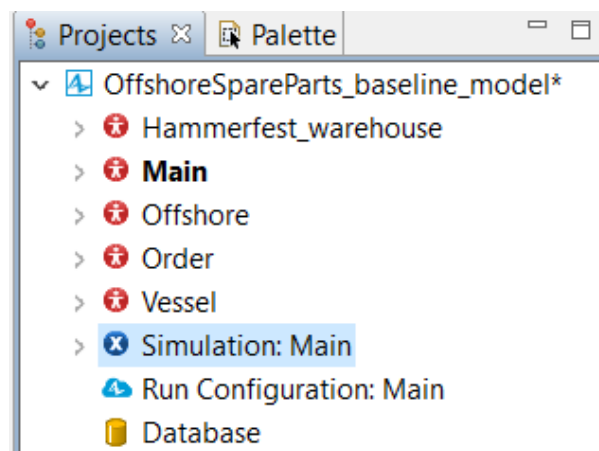 Projects Palette
OffshoreSpareParts_baseline_model*
Hammerfest_warehouse
Main
Offshore
Order
Vessel
Simulation: Main
Run Configuration: Main
Database